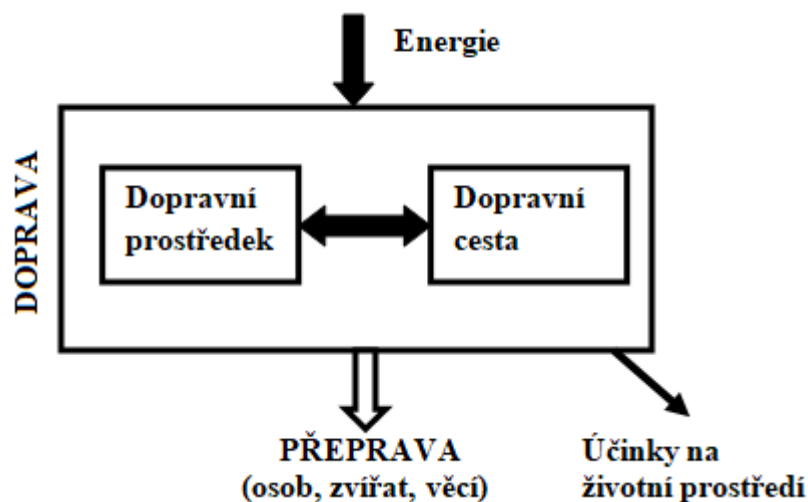 Energie
DOPRAVA
Dopravní
prostředek
Dopravní
cesta
PŘEPRAVA
(osob, zvířat, věcí)
Účinky na
životní prostředí